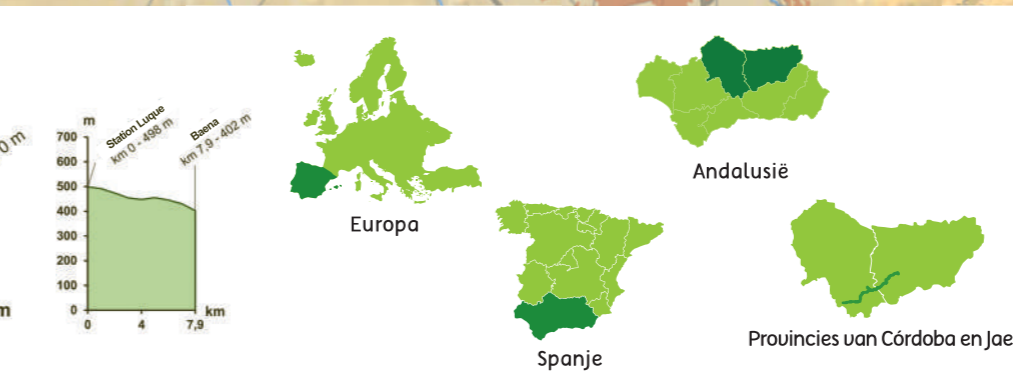 0 m
m
m
Station Luque
km 0 - 498 m
Baena
km 7,9 - 402 m
700
600
500
400
300
200
100
0
0
4
7,9
km
Europa
Andalusië
Spanje
Provincies van Córdoba en Jae